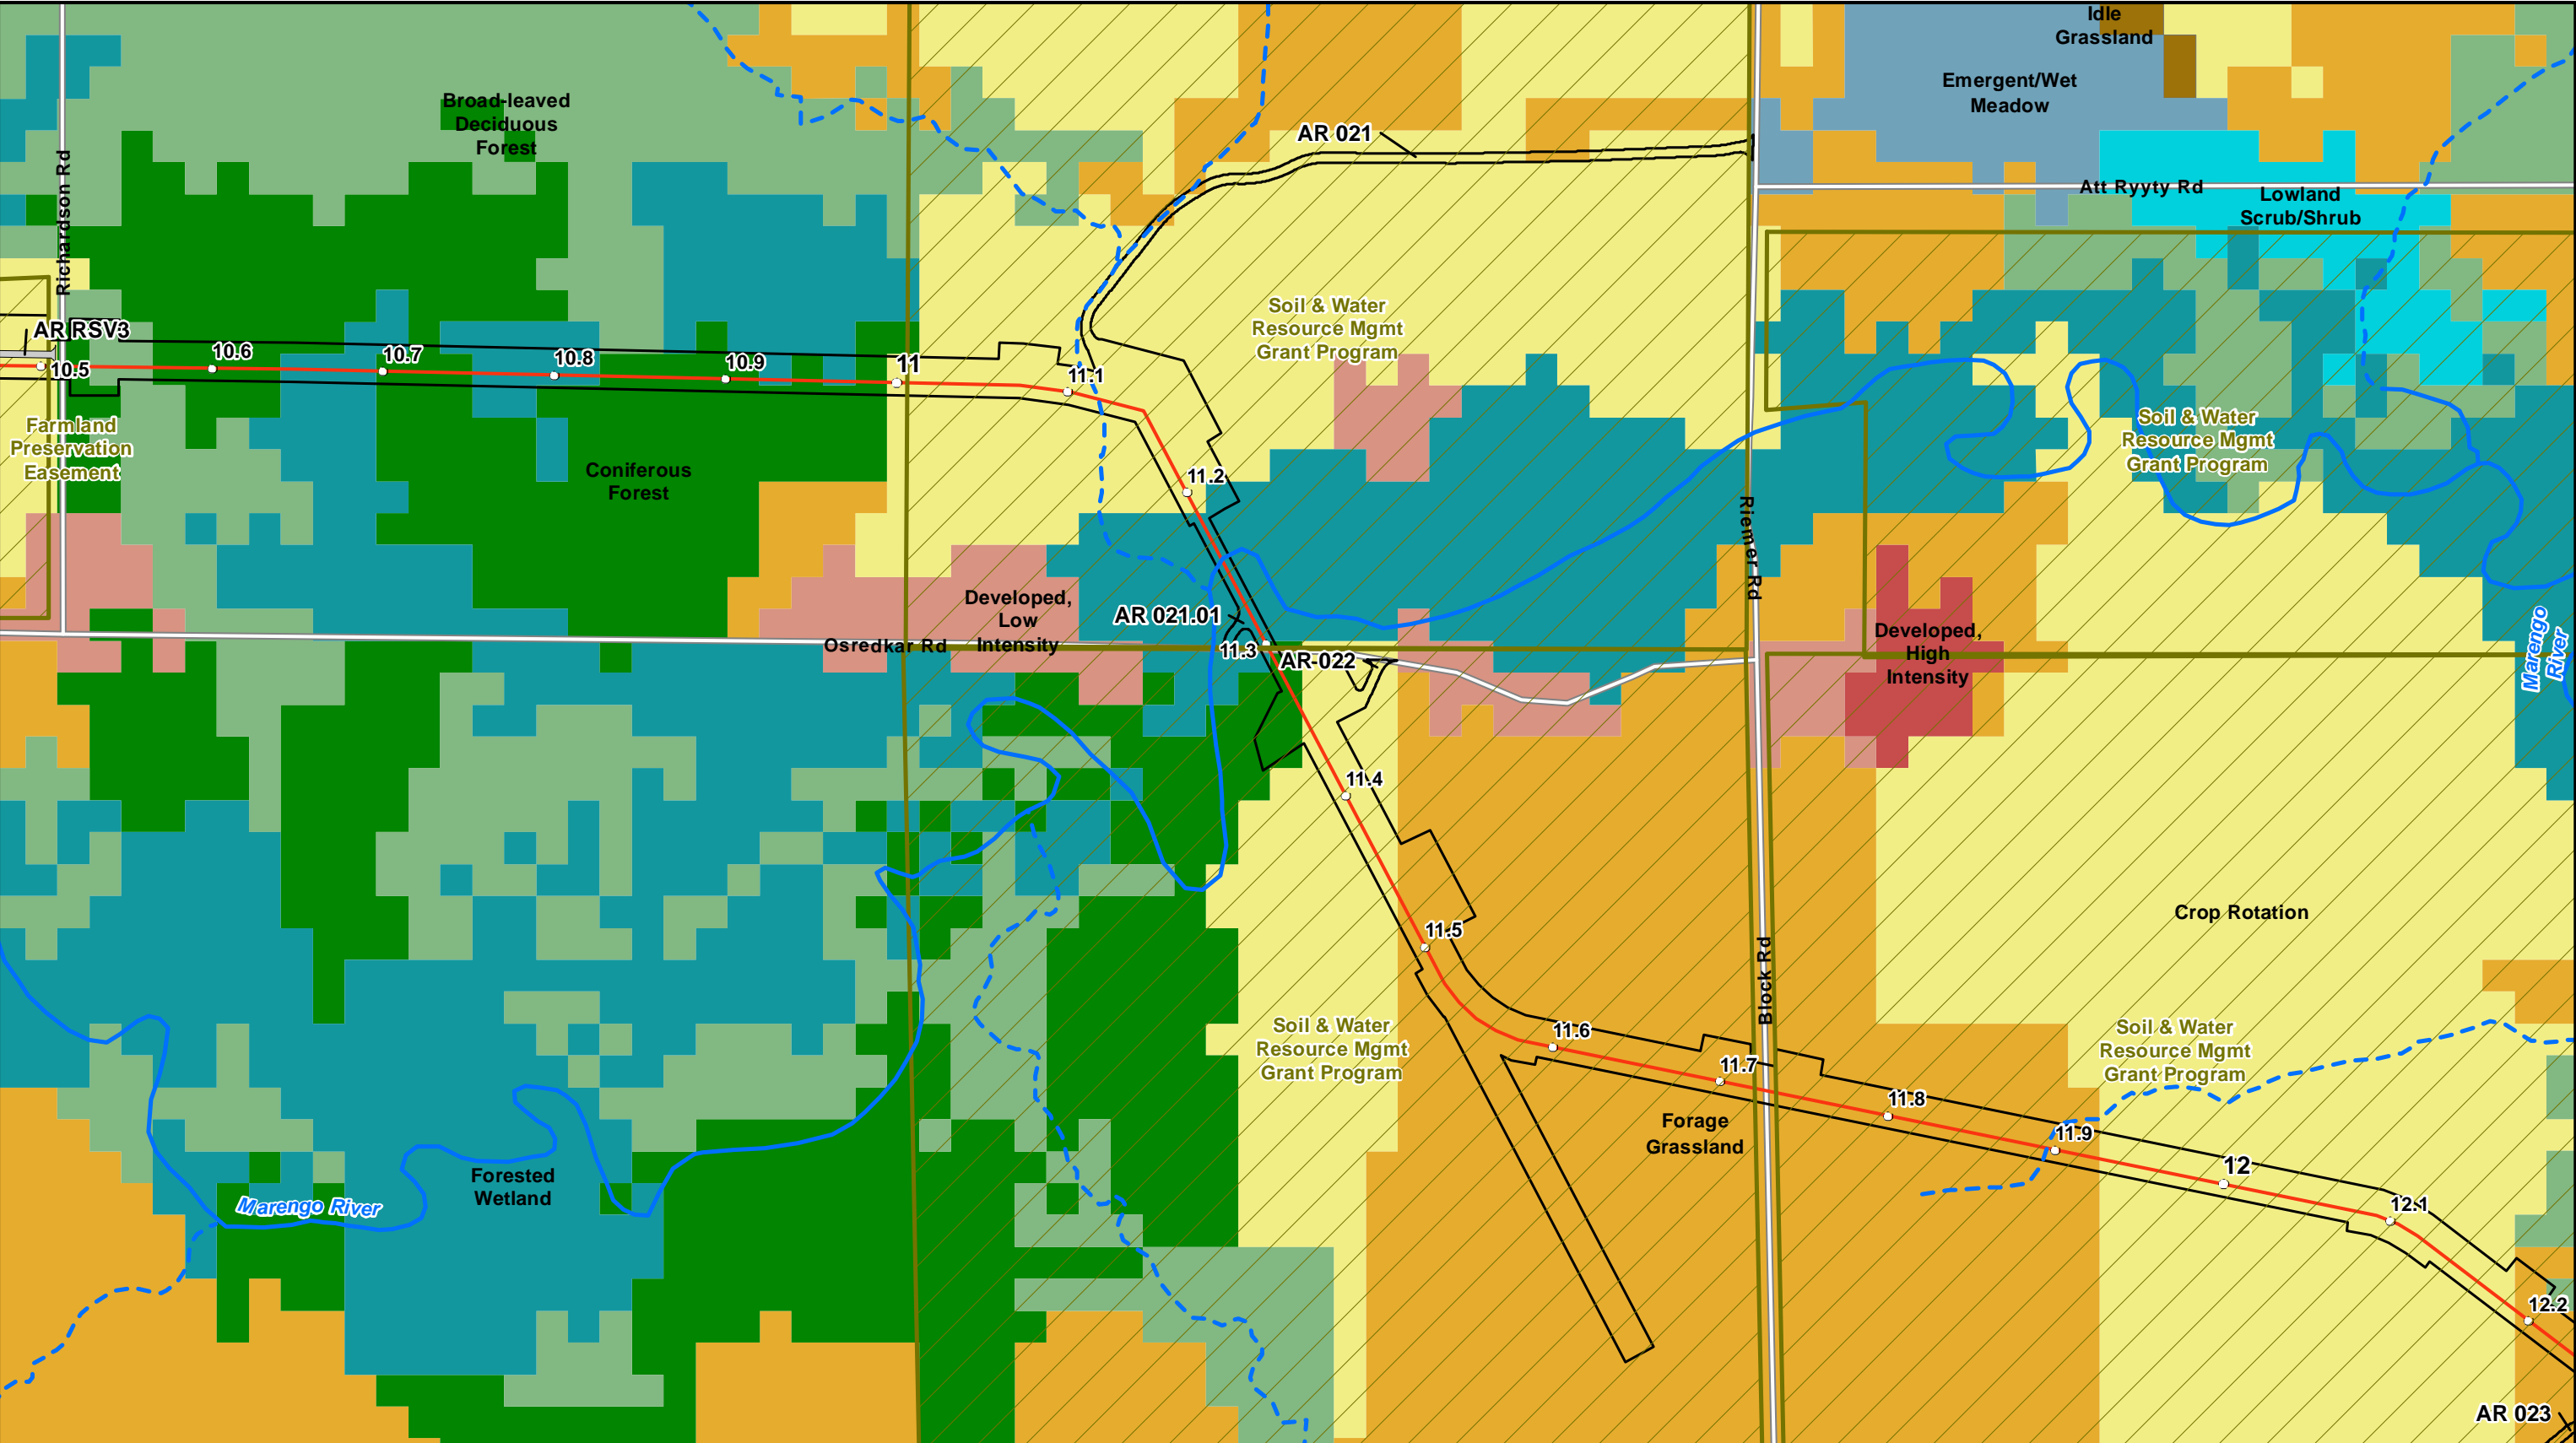 Idle
Grassland
Emergent/Wet
Meadow
Broad-leaved
Deciduous
Forest
AR 021
Richardson Rd
Att Ryyty Rd
Lowland
Scrub/Shrub
AR RSV3
10.5
10.6
10.7
10.8
10.9
11
11.1
Soil & Water
Resource Mgmt
Grant Program
Farmland
Preservation
Easement
Coniferous
Forest
11.2
Soil & Water
Resource Mgmt
Grant Program
Riemer Rd
Developed,
Low
Intensity
AR 021.01
Osredkar Rd
11.3
AR 022
Developed,
High
Intensity
Marengo
River
11.4
11.5
Crop Rotation
Block Rd
Soil & Water
Resource Mgmt
Grant Program
11.6
11.7
Soil & Water
Resource Mgmt
Grant Program
11.8
Forage
Grassland
11.9
12
12.1
Forested
Wetland
Marengo River
12.2
AR 023